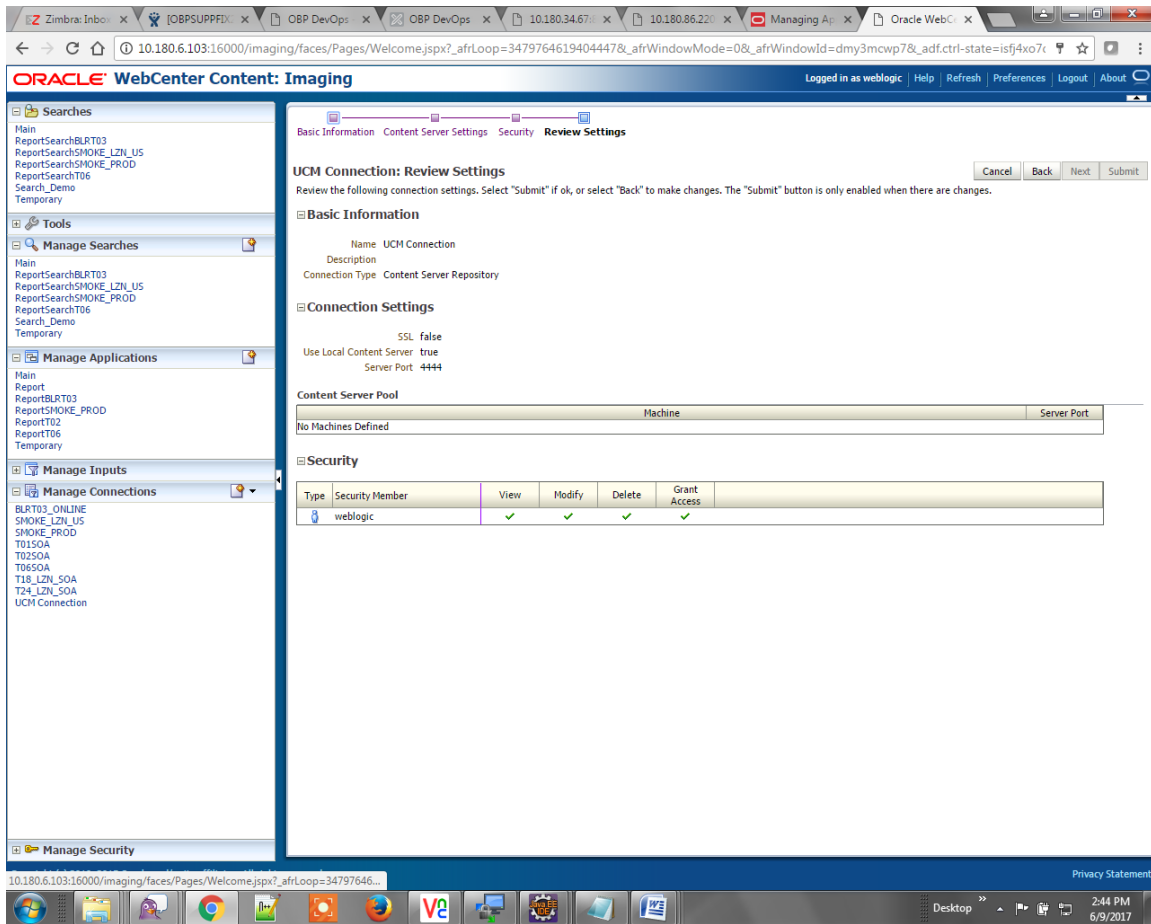 Zimbra: Inbo
[OBPSUPPFD
OBP DevOps
OBP DevOps
10.180.34.67:
10.180.86.220
Managing Ap
Oracle WebC
10.180.6.103:16000/imaging/faces/Pages/Welcome.jspx?_afrLoop=3479764619404447&_afrWindowMode=0&_afrWindowId=dmy3mcwp7&_adf.ctrl-state=isfj4xo7
ORACLE WebCenter Content: Imaging
Logged in as weblogic Help Refresh Preferences Logout About
Searches
Main
ReportSearchBLRT03
ReportSearchSMOKE_LZN_US
ReportSearchSMOKE_PROD
ReportSearchT06
Search_Demo
Temporary
Tools
Manage Searches
Main
ReportSearchBLRT03
ReportSearchSMOKE_LZN_US
ReportSearchSMOKE_PROD
ReportSearchT06
Search_Demo
Temporary
Manage Applications
Main
Report
ReportBLRT03
ReportSMOKE_PROD
ReportT02
ReportT06
Temporary
Manage Inputs
Manage Connections
BLRT03_ONLINE
SMOKE_LZN_US
SMOKE_PROD
T01SOA
T02SOA
T06SOA
T18_LZN_SOA
T24_LZN_SOA
UCM Connection
Manage Security
Basic Information Content Server Settings Security Review Settings
UCM Connection: Review Settings
Cancel Back Next Submit
Review the following connection settings. Select "Submit" if ok, or select "Back" to make changes. The "Submit" button is only enabled when there are changes.
Basic Information
Name UCM Connection
Description
Connection Type Content Server Repository
Connection Settings
SSL false
Use Local Content Server true
Server Port 4444
Content Server Pool
Machine Server Port
No Machines Defined
Security
Type Security Member View Modify Delete Grant Access
weblogic
10.180.6.103:16000/imaging/faces/Pages/Welcome.jspx?_afrLoop=34797646...
Privacy Statement
Desktop
2:44 PM
6/9/2017